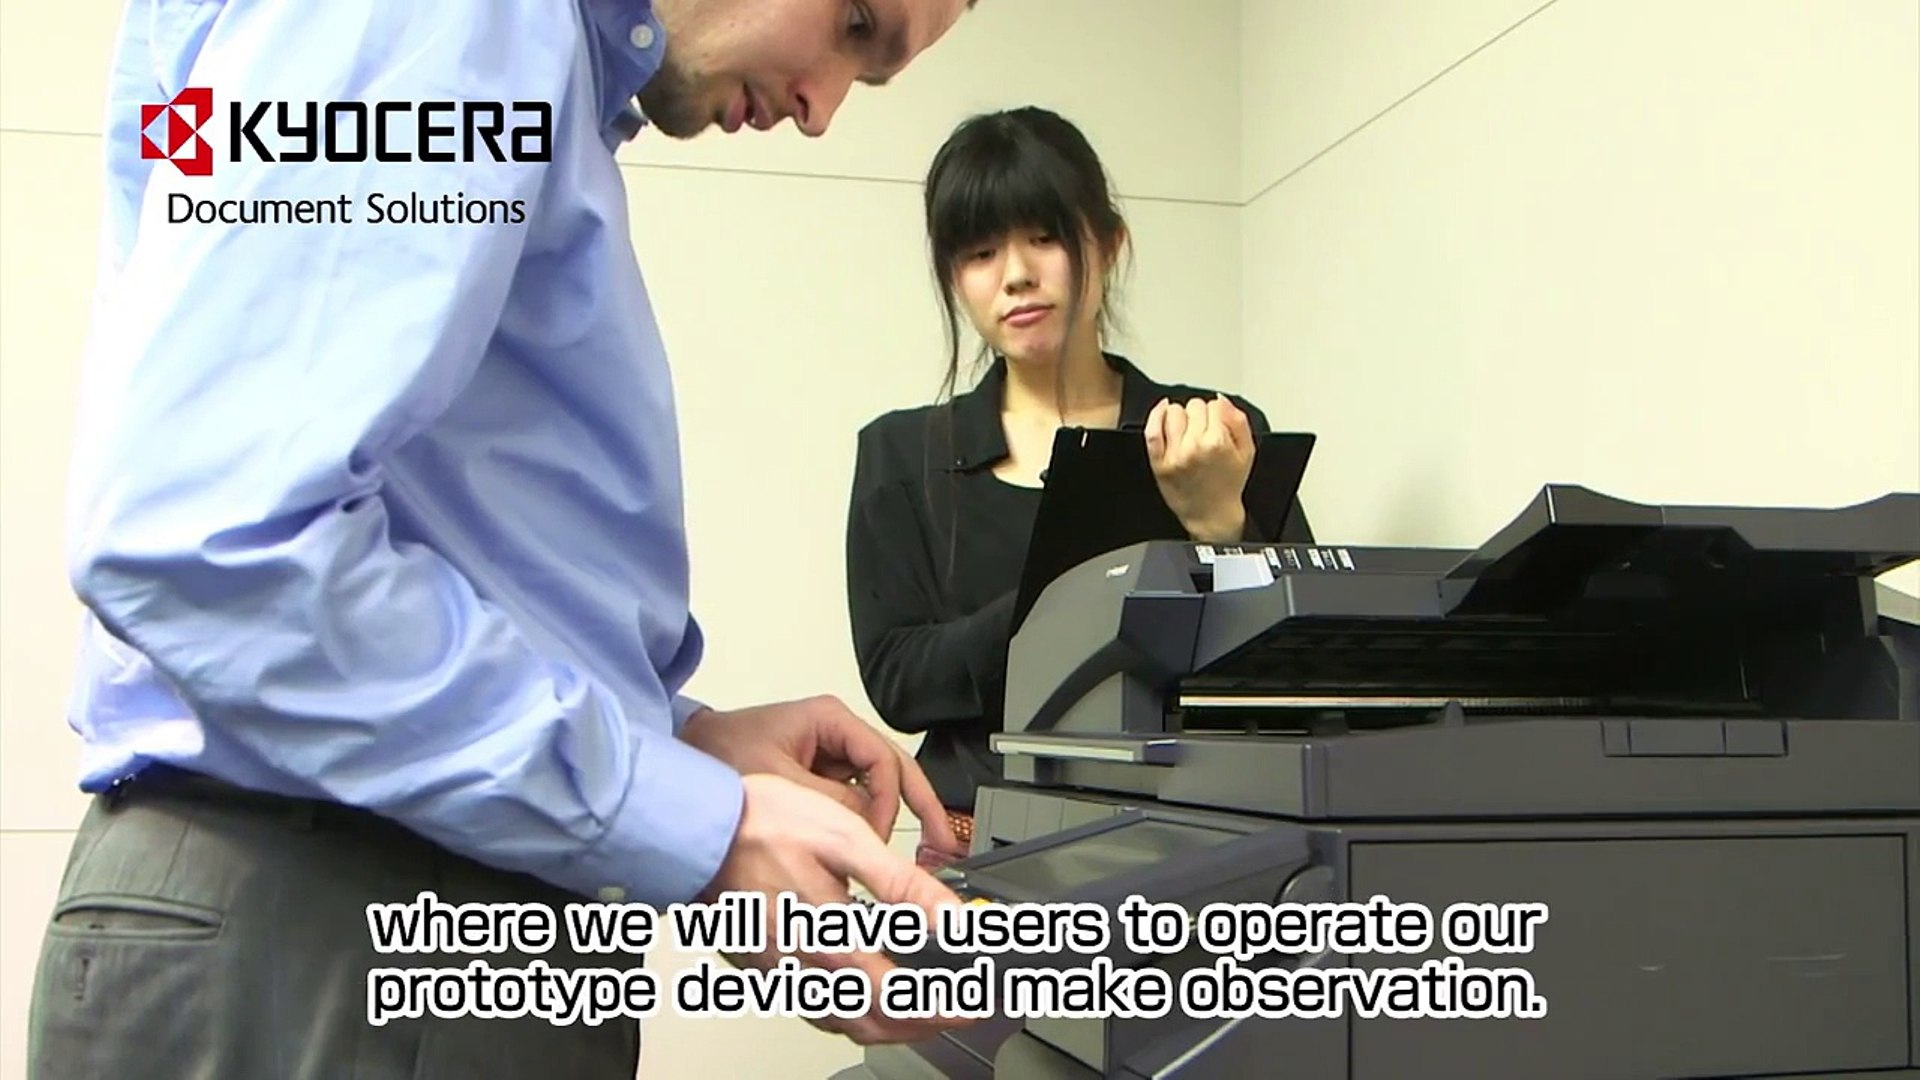 KYOCERA
Document Solutions
where we will have users to operate our
prototype device and make observation.